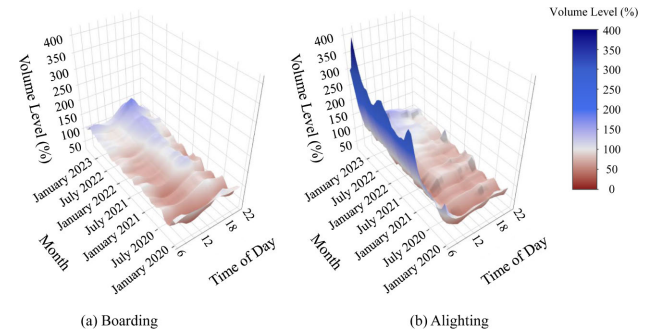 Volume Level (%)
400
350
300
250
200
150
100
50
0
400
350
300
250
200
150
100
50
Volume Level (%)
January 2023
July 2022
January 2022
July 2021
January 2021
July 2020
January 2020
Month
6
12
18
22
Time of Day
(a) Boarding
400
350
300
250
200
150
100
50
Volume Level (%)
January 2023
July 2022
January 2022
July 2021
January 2021
July 2020
January 2020
Month
6
12
18
22
Time of Day
(b) Alighting